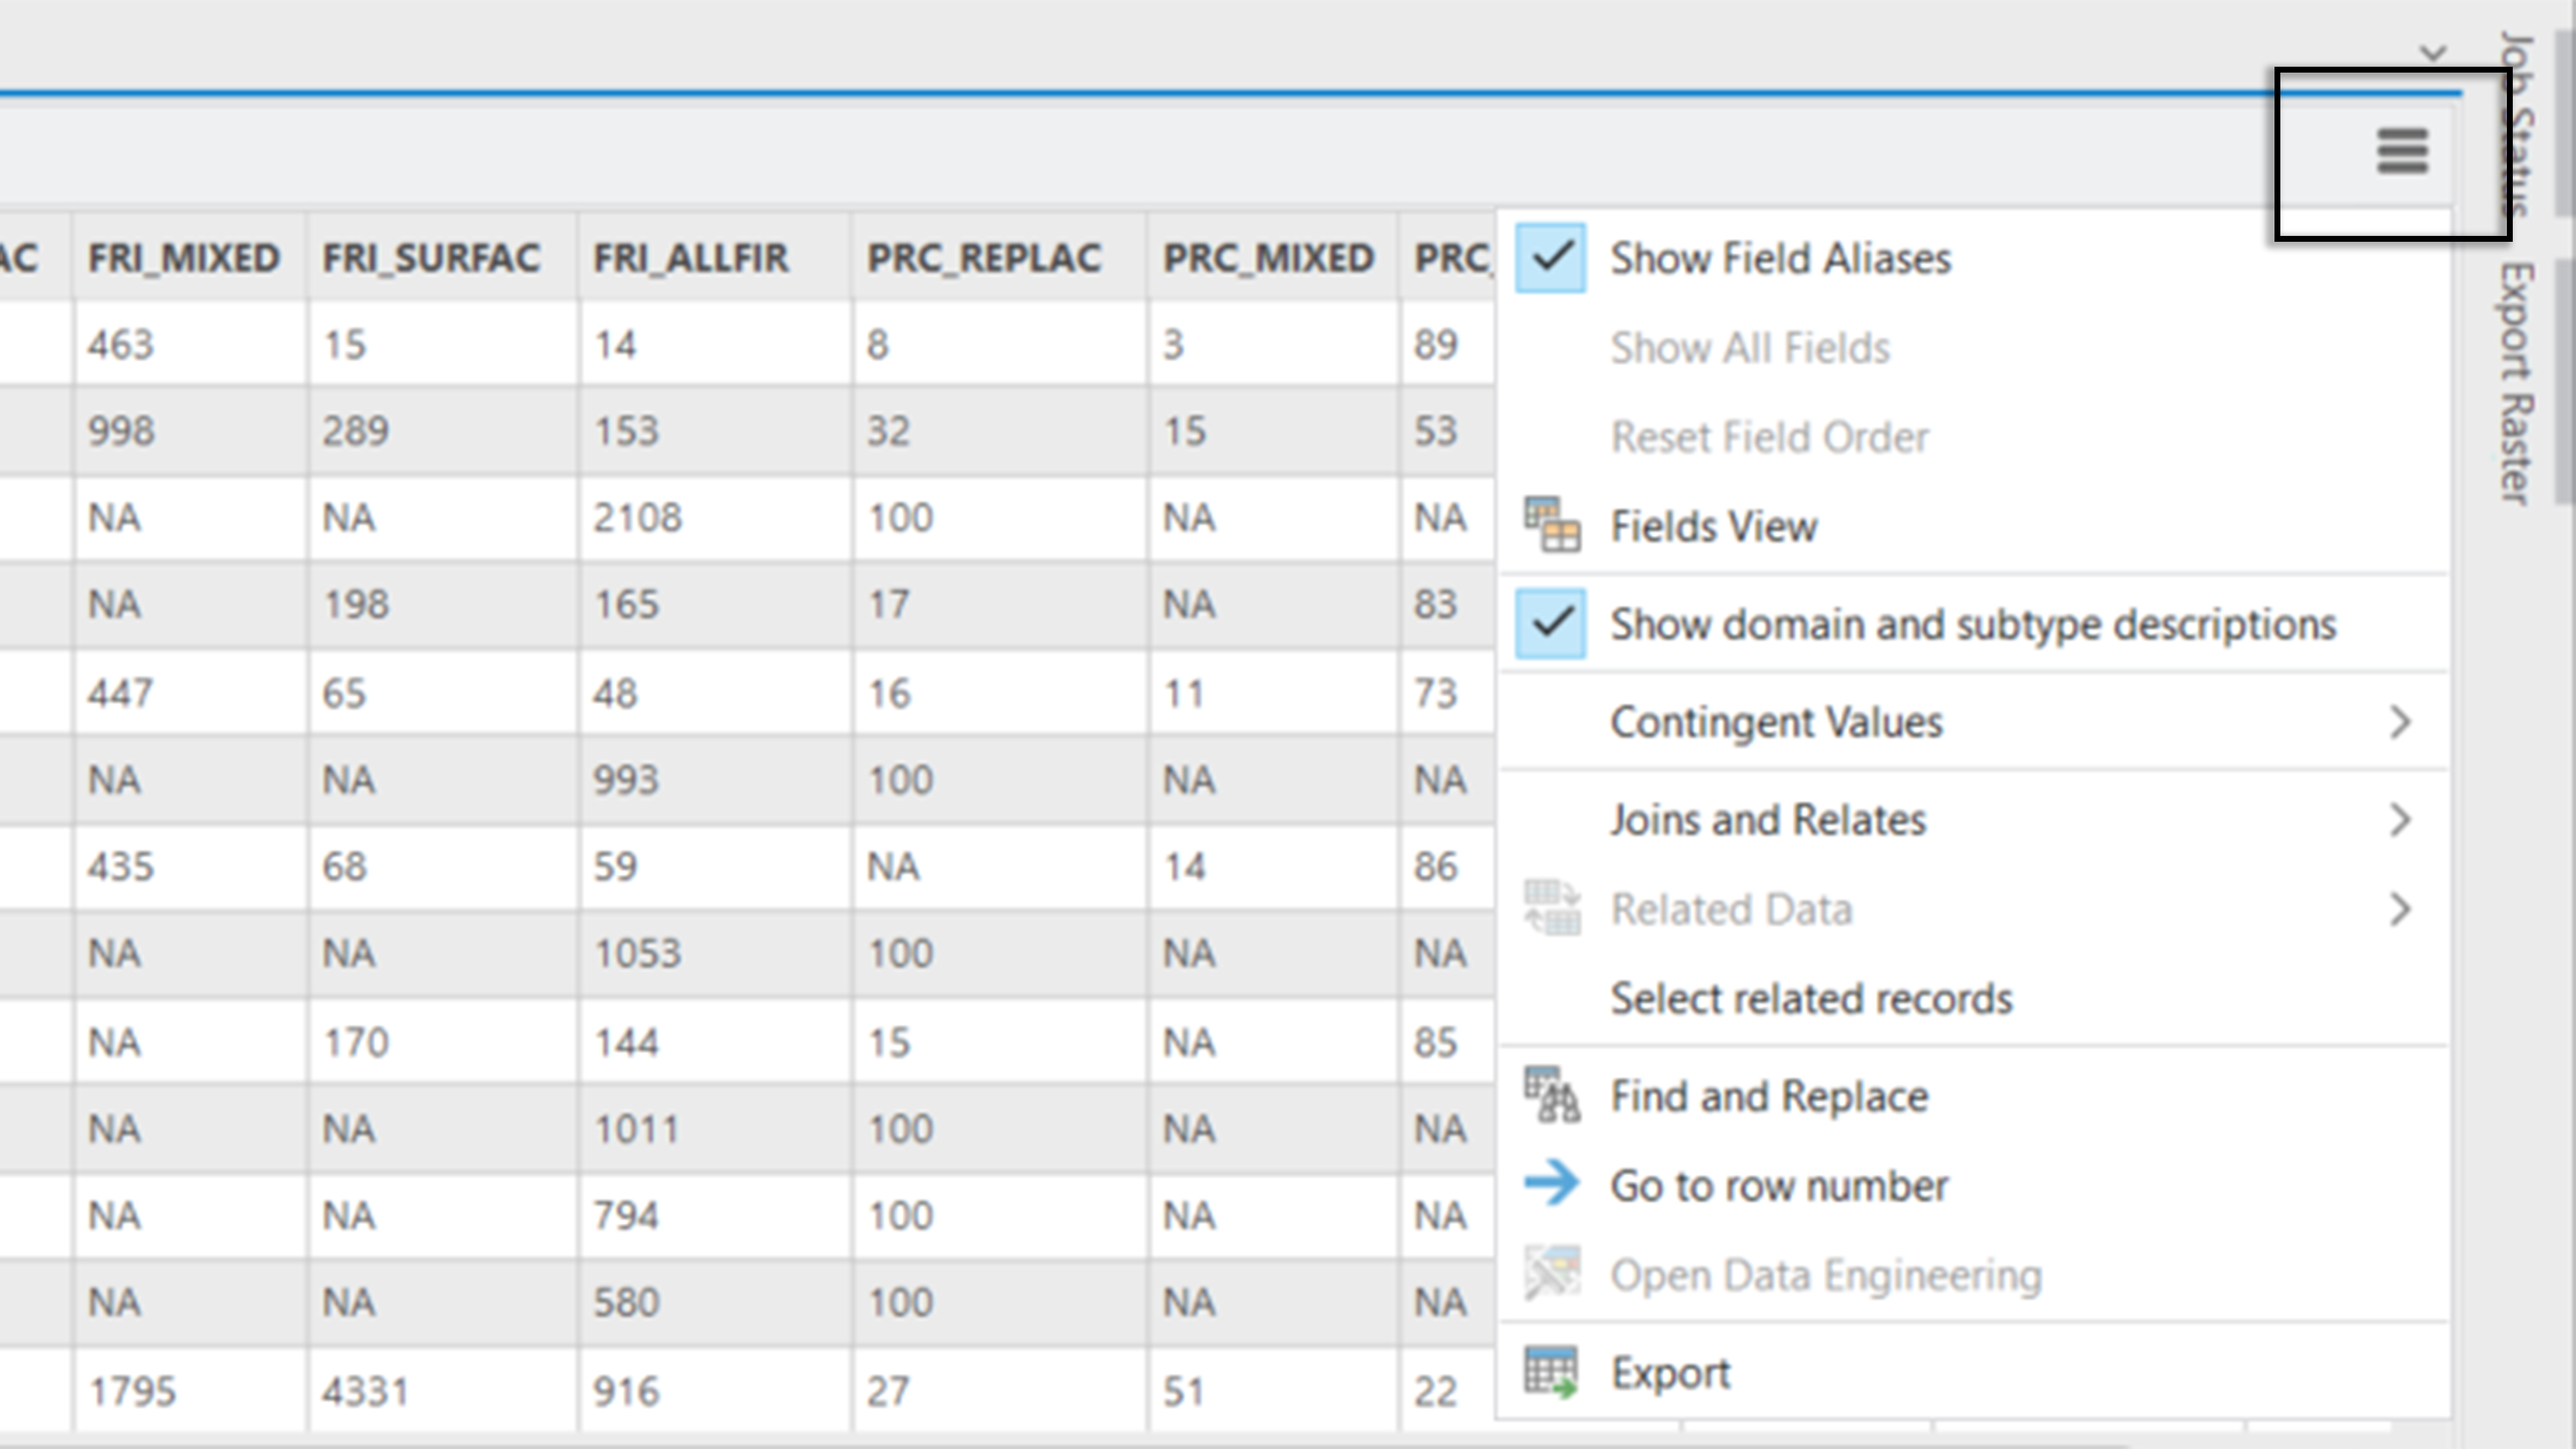 AC FRI_MIXED FRI_SURFAC FRI_ALLFIR PRC_REPLAC PRC_MIXED PRC_
463 15 14 8 3 89
998 289 153 32 15 53
NA NA 2108 100 NA NA
NA 198 165 17 NA 83
447 65 48 16 11 73
NA NA 993 100 NA NA
435 68 59 NA 14 86
NA NA 1053 100 NA NA
NA 170 144 15 NA 85
NA NA 1011 100 NA NA
NA NA 794 100 NA NA
NA NA 580 100 NA NA
1795 4331 916 27 51 22
Show Field Aliases
Show All Fields
Reset Field Order
Fields View
Show domain and subtype descriptions
Contingent Values
Joins and Relates
Related Data
Select related records
Find and Replace
Go to row number
Open Data Engineering
Export
Job Status
Export Raster